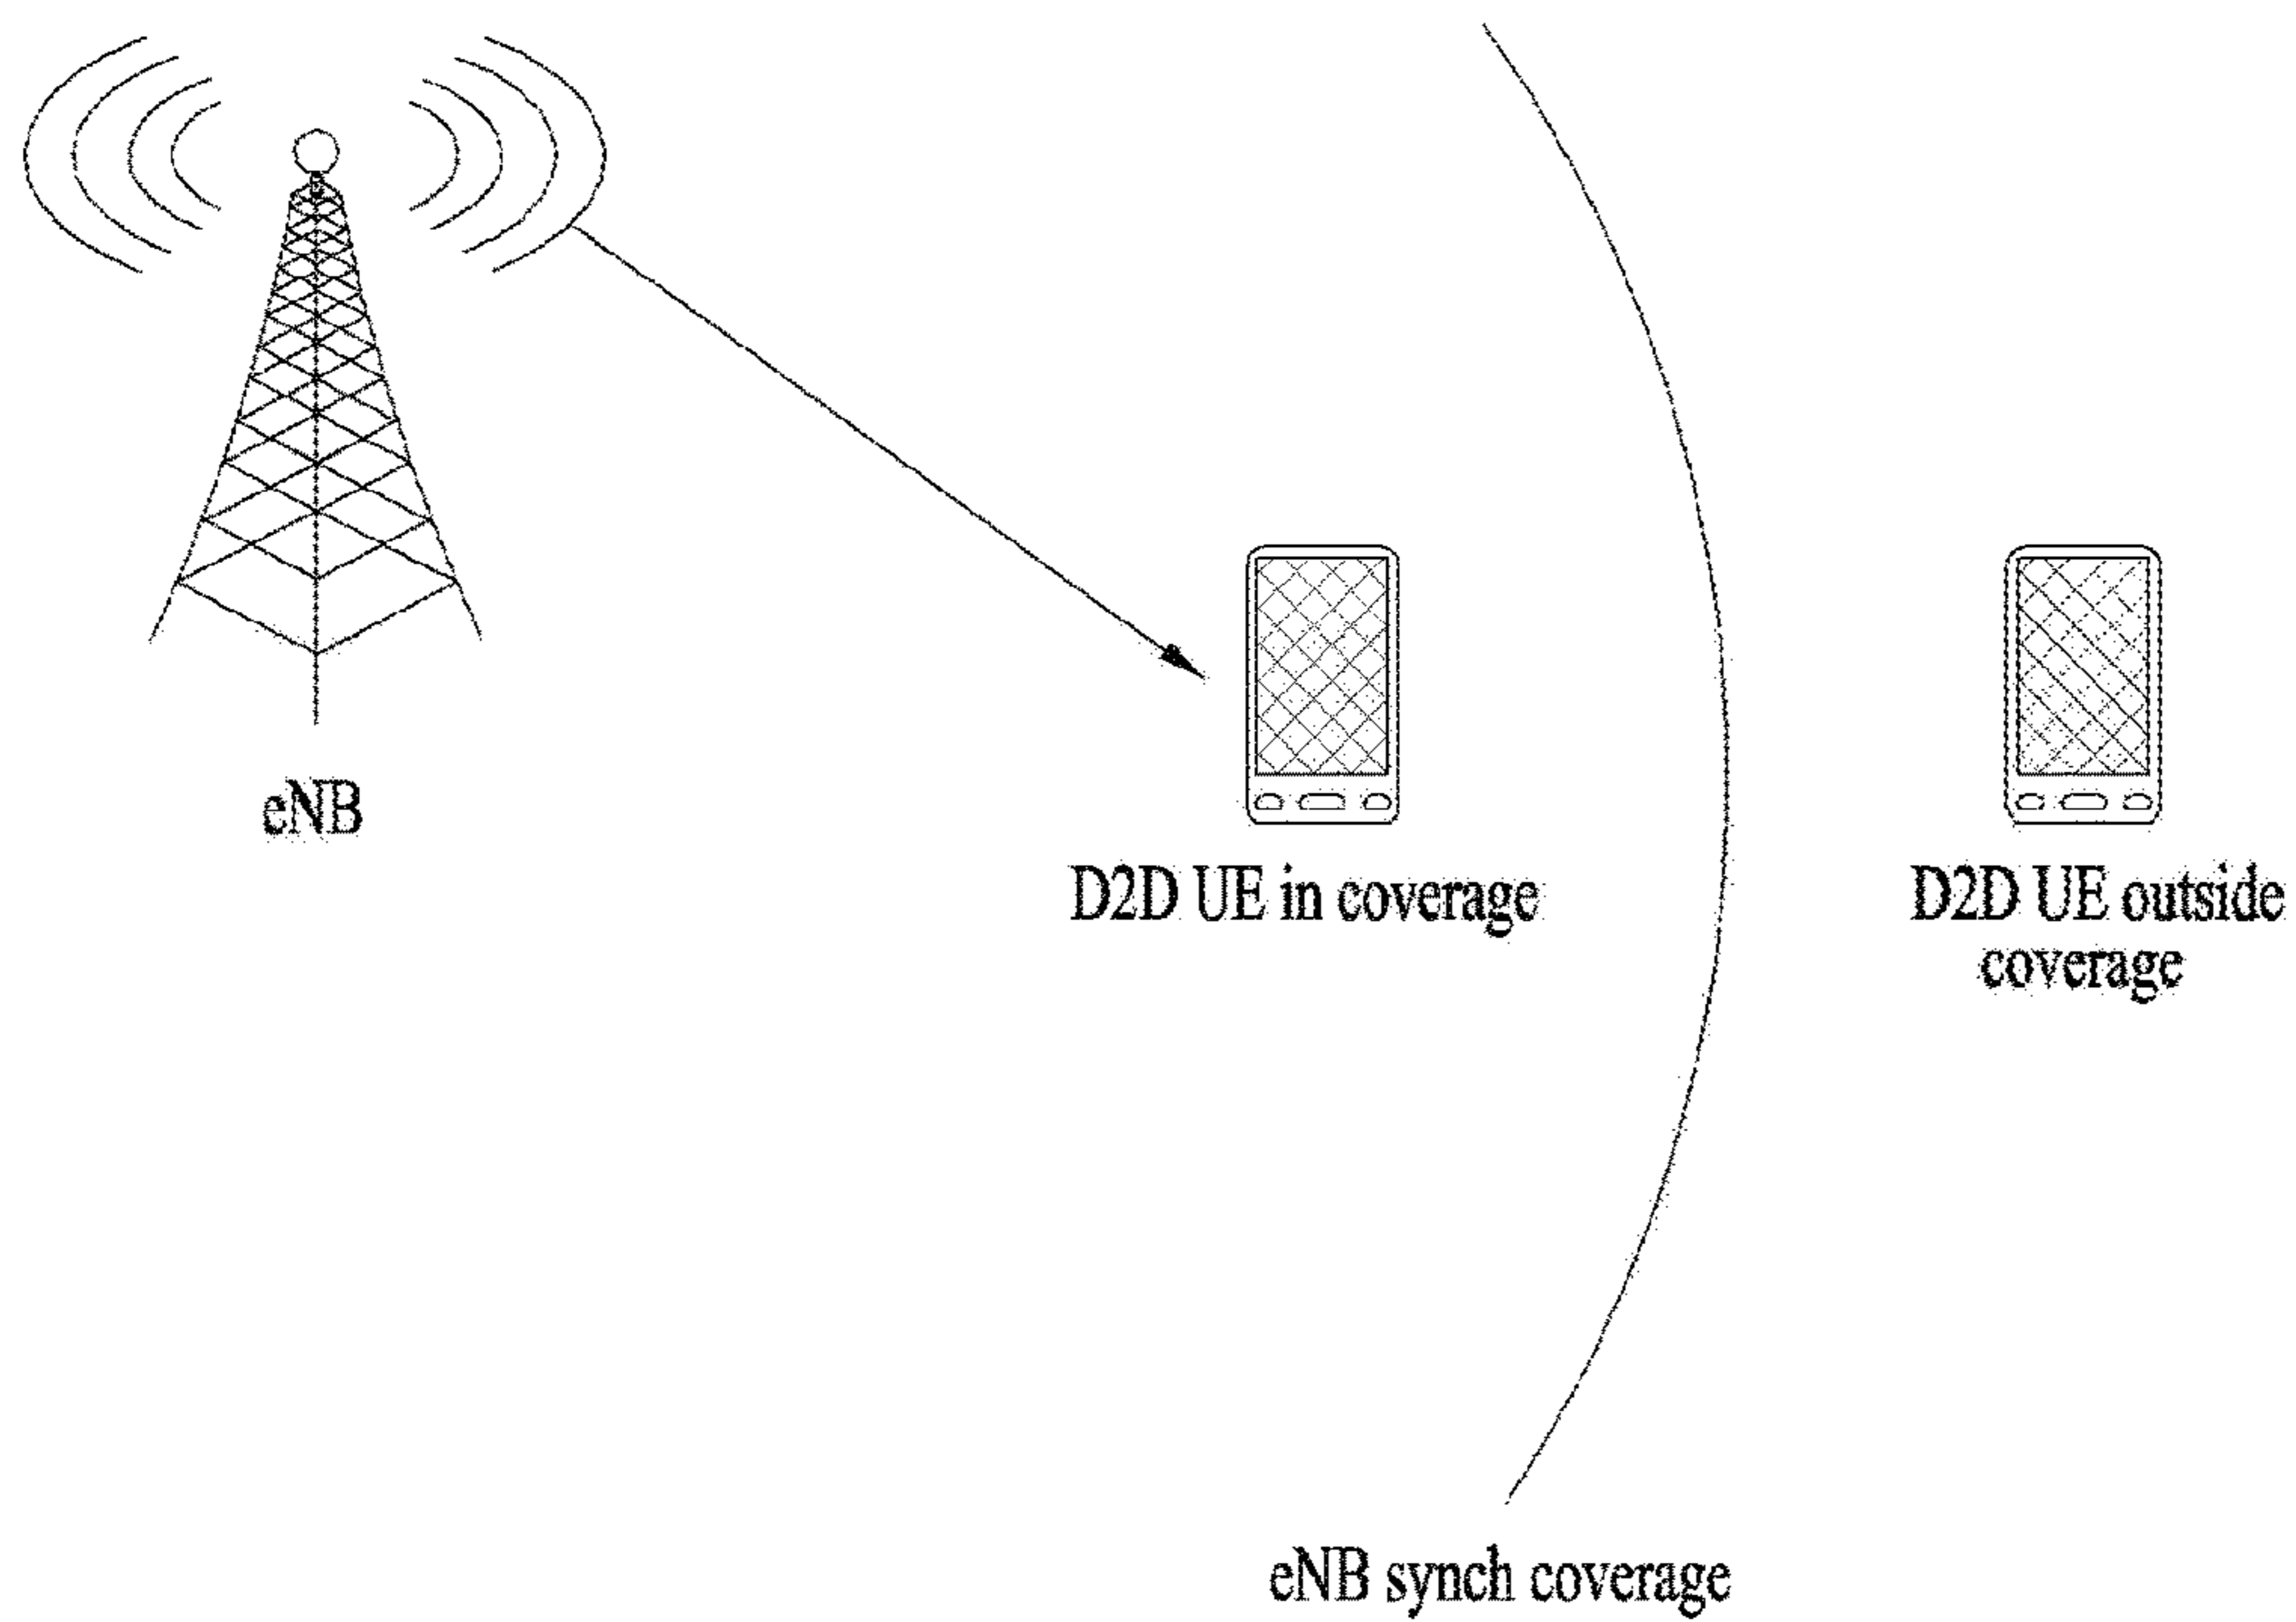 eNB
D2D UE in coverage
D2D UE outside
coverage
eNB synch coverage